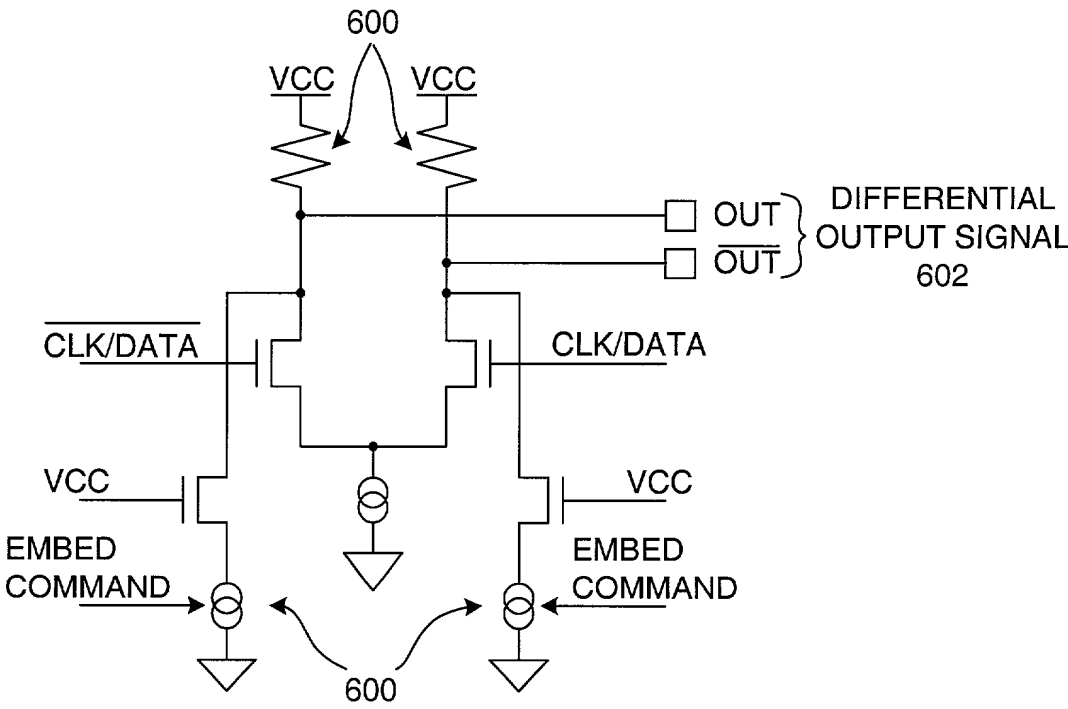 600
VCC
VCC
OUT
OUT
DIFFERENTIAL
OUTPUT SIGNAL
602
CLK/DATA
CLK/DATA
VCC
VCC
EMBED
COMMAND
EMBED
COMMAND
600